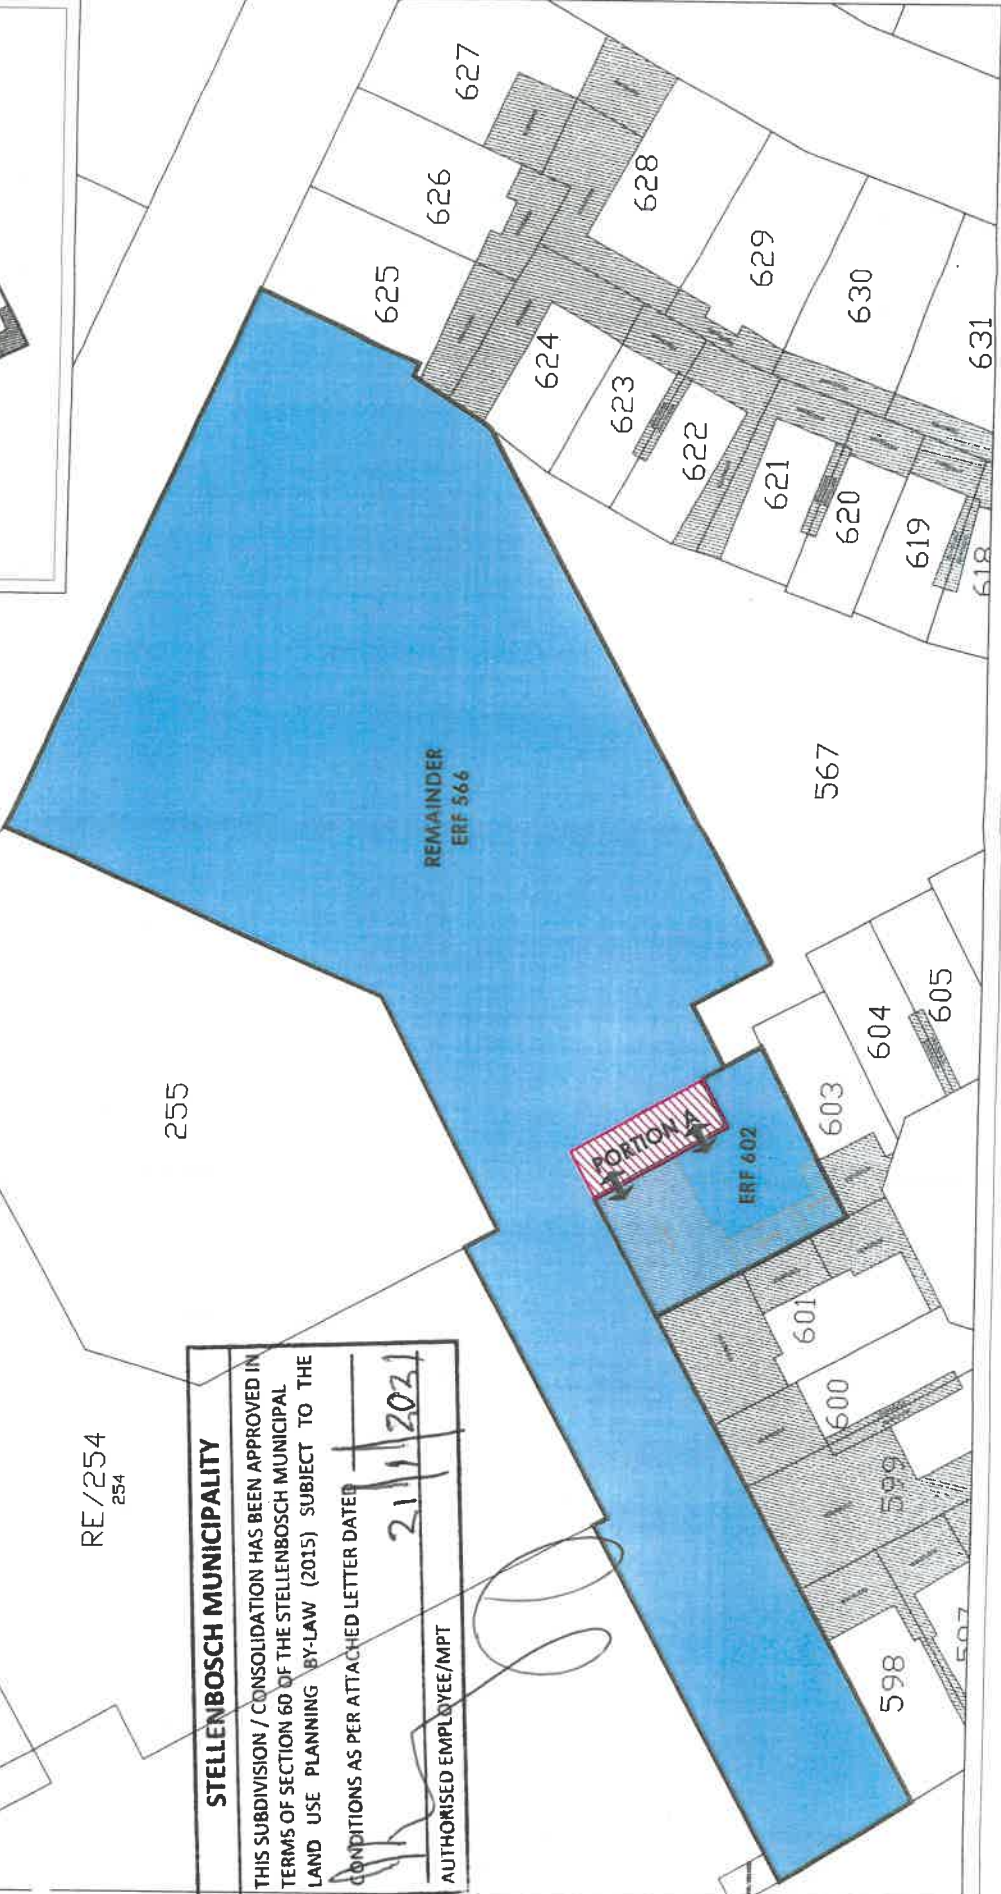 STELLENBOSCH MUNICIPALITY
THIS SUBDIVISION / CONSOLIDATION HAS BEEN APPROVED IN
TERMS OF SECTION 60 OF THE STELLENBOSCH MUNICIPAL
LAND USE PLANNING BY-LAW (2015) SUBJECT TO THE
CONDITIONS AS PER ATTACHED LETTER DATED
AUTHORISED EMPLOYEE/MPT
RE/254
254
255
REMAINDER
ERF 566
PORTION A
ERF 602
567
598
597
599
600
601
603
604
605
618
619
620
621
622
623
624
625
626
627
628
629
630
631